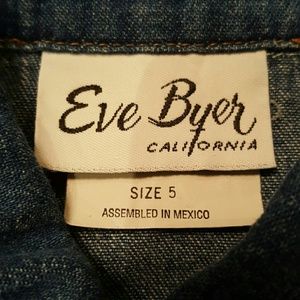 Eve Byer
CALIFORNIA
SIZE 5
ASSEMBLED IN MEXICO